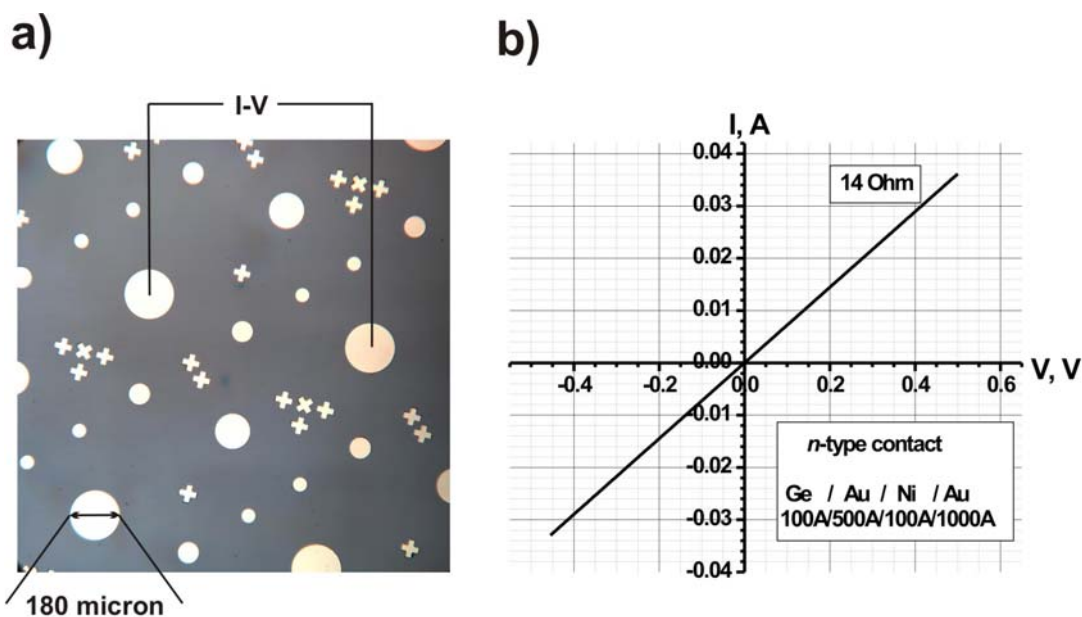 a)
b)
I-V
180 micron
I, A
0.04
0.03
0.02
0.01
0.00
-0.01
-0.02
-0.03
-0.04
-0.4
-0.2
0.0
0.2
0.4
0.6
V, V
14 Ohm
n-type contact
Ge / Au / Ni / Au
100A/500A/100A/1000A